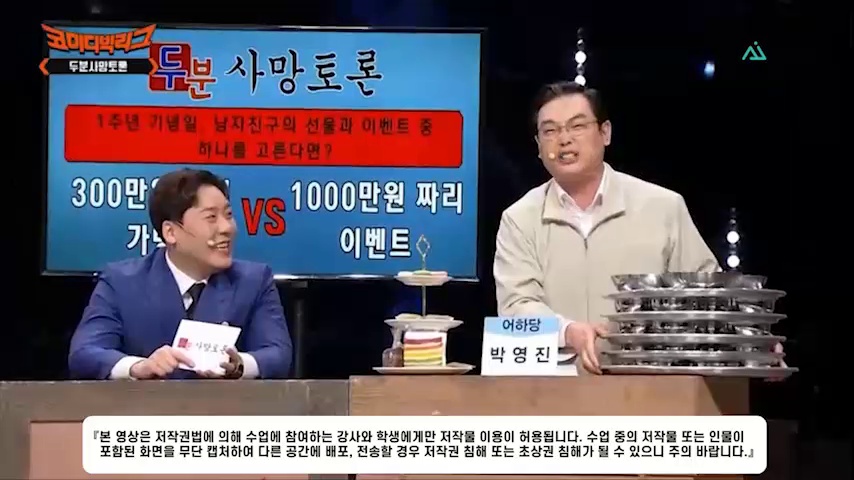 코미디빅리그
두분사망토론
두분 사망토론
1주년 기념일 남자친구의 선물과 이벤트 중
하나를 고른다면?
300만원
VS
1000만원 짜리
이벤트
두분 사망토론
어하당
박영진
『본 영상은 저작권법에 의해 수업에 참여하는 강사와 학생에게만 저작물 이용이 허용됩니다. 수업 중의 저작물 또는 인물이
포함된 화면을 무단 캡처하여 다른 공간에 배포, 전송할 경우 저작권 침해 또는 초상권 침해가 될 수 있으니 주의 바랍니다.』